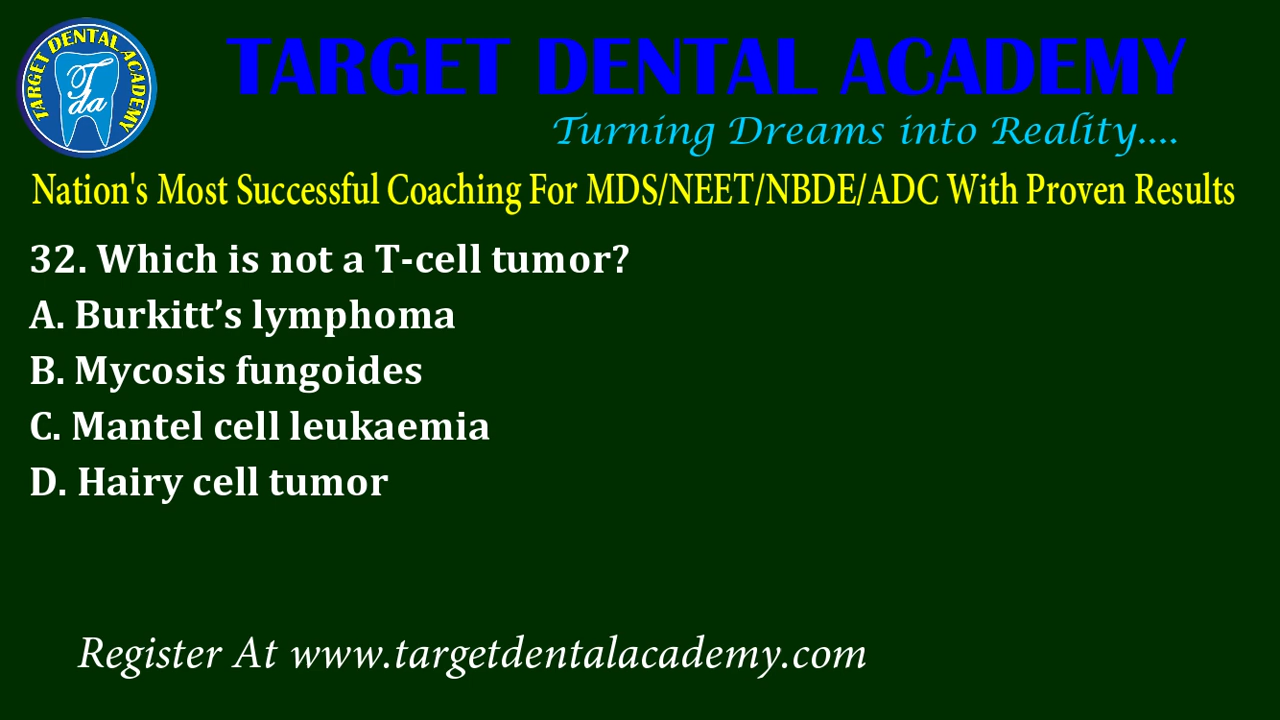 TARGET DENTAL ACADEMY
Tda
TARGET DENTAL ACADEMY
Turning Dreams into Reality....
Nation's Most Successful Coaching For MDS/NEET/NBDE/ADC With Proven Results
32. Which is not a T-cell tumor?
A. Burkitt’s lymphoma
B. Mycosis fungoides
C. Mantel cell leukaemia
D. Hairy cell tumor
Register At www.targetdentalacademy.com